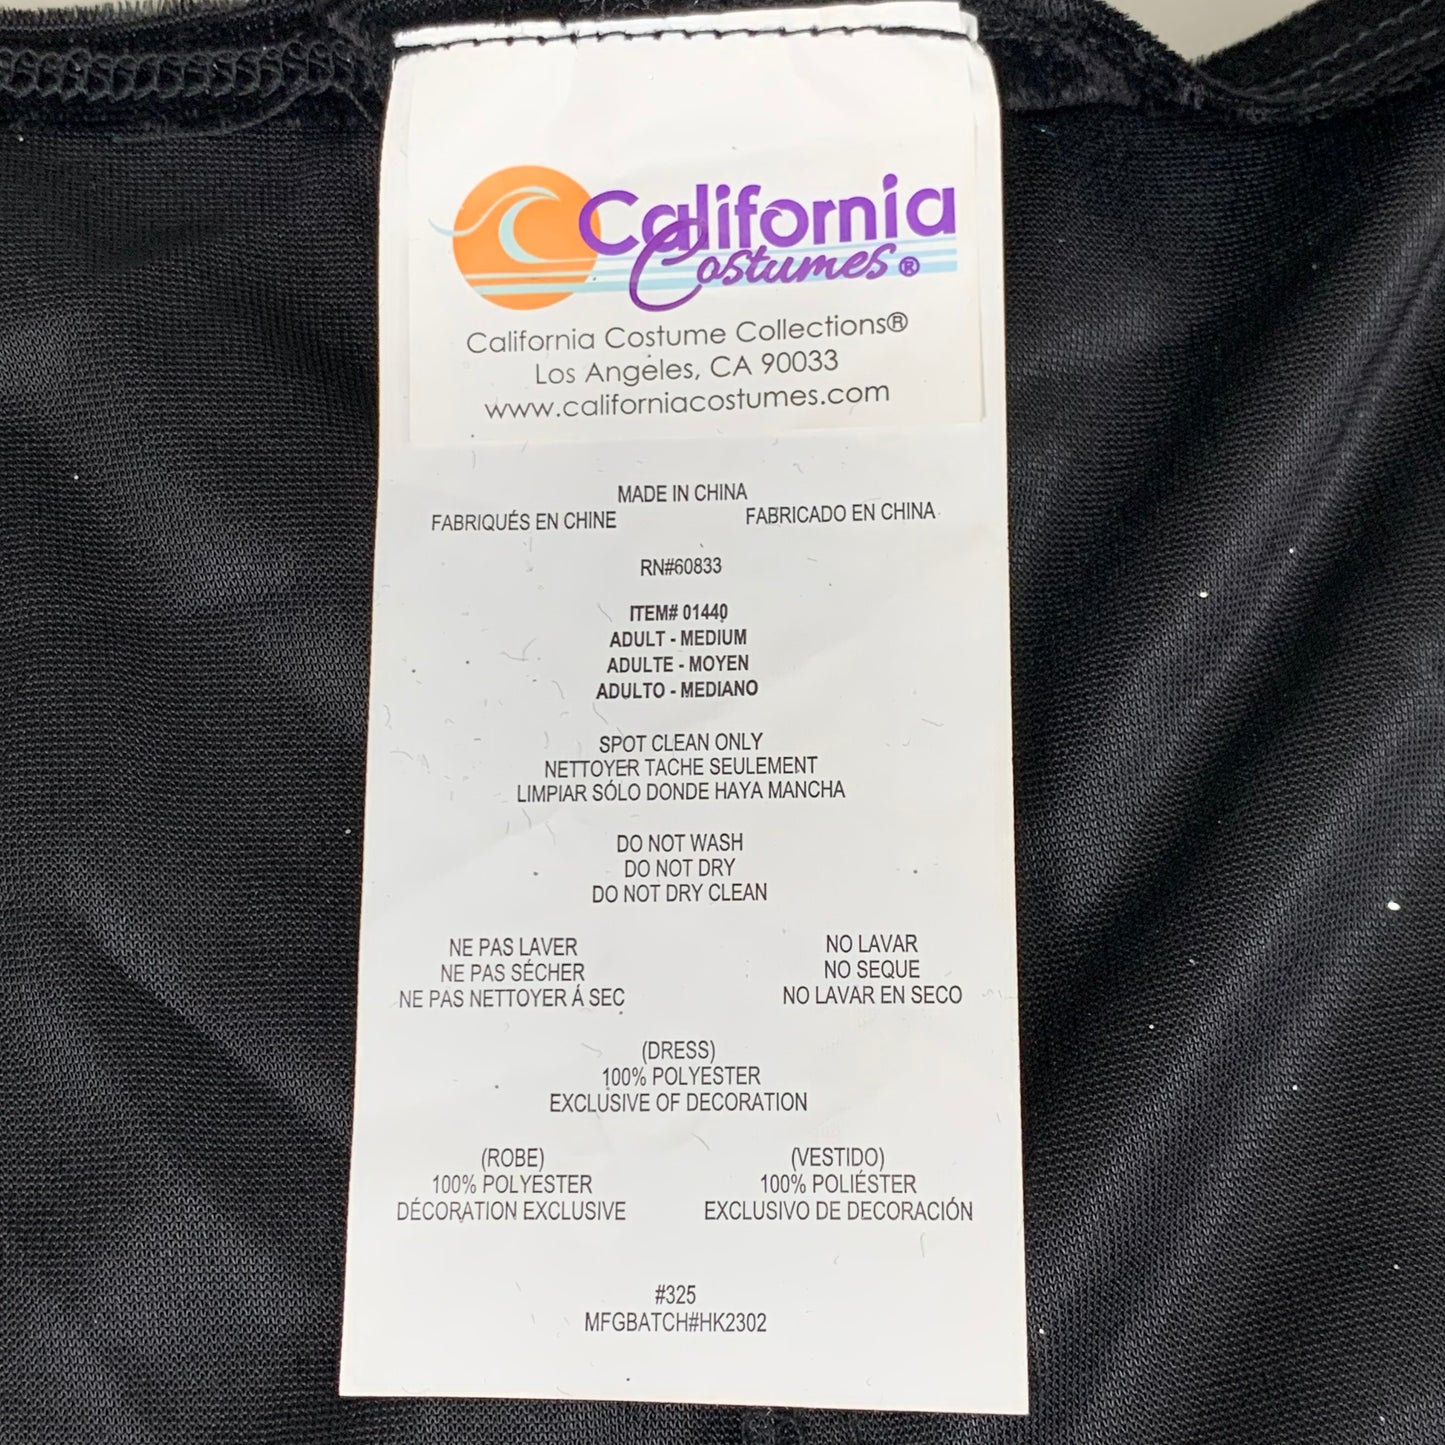 California
Costumes®
California Costume Collections®
Los Angeles, CA 90033
www.californiacostumes.com
MADE IN CHINA
FABRIQUÉS EN CHINE
FABRICADO EN CHINA
RN#60833
ITEM# 01440
ADULT - MEDIUM
ADULTE - MOYEN
ADULTO - MEDIANO
SPOT CLEAN ONLY
NETTOYER TACHE SEULEMENT
LIMPIAR SÓLO DONDE HAYA MANCHA
DO NOT WASH
DO NOT DRY
DO NOT DRY CLEAN
NE PAS LAVER
NE PAS SÉCHER
NE PAS NETTOYER Á SEC
NO LAVAR
NO SEQUE
NO LAVAR EN SECO
(DRESS)
100% POLYESTER
EXCLUSIVE OF DECORATION
(ROBE)
100% POLYESTER
DÉCORATION EXCLUSIVE
(VESTIDO)
100% POLIÉSTER
EXCLUSIVO DE DECORACIÓN
#325
MFGBATCH#HK2302